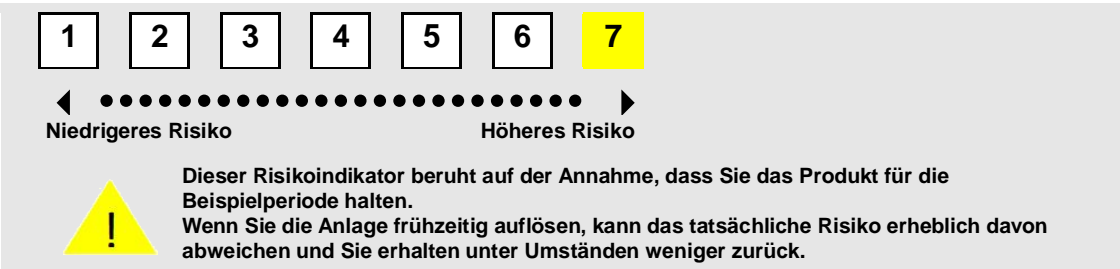 1 2 3 4 5 6 7
Niedrigeres Risiko Höheres Risiko
Dieser Risikoindikator beruht auf der Annahme, dass Sie das Produkt für die
Beispielperiode halten.
Wenn Sie die Anlage frühzeitig auflösen, kann das tatsächliche Risiko erheblich davon
abweichen und Sie erhalten unter Umständen weniger zurück.
!